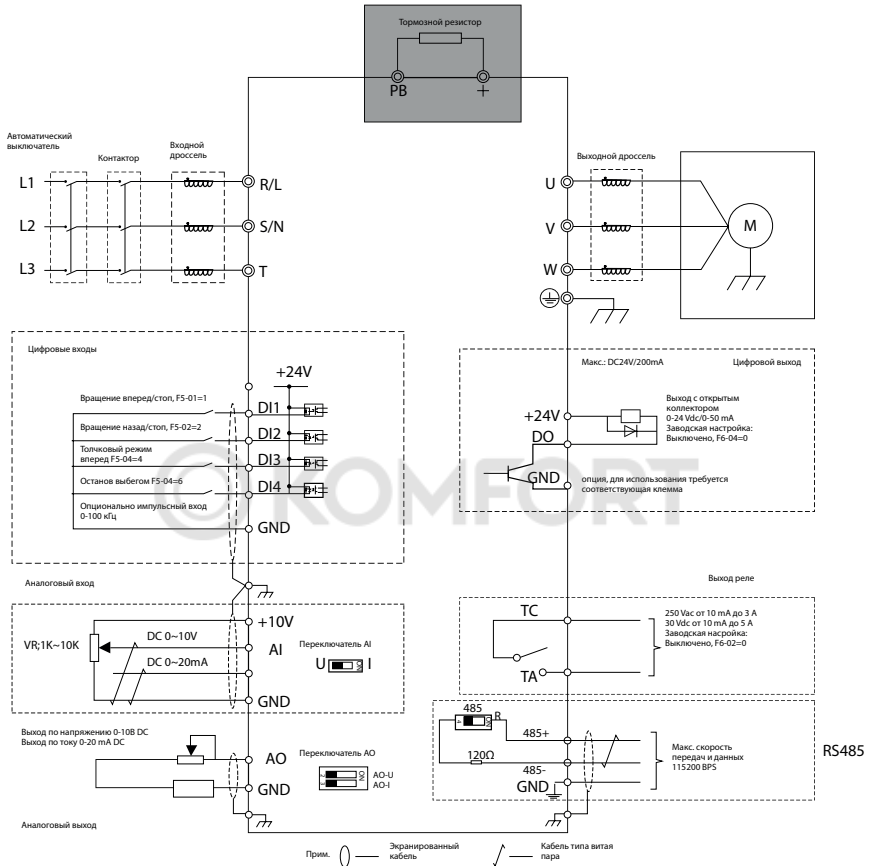 Тормозной резистор
PB
+
Автоматический
выключатель
Контактор
Входной
дроссель
L1
R/L
L2
S/N
L3
T
Выходной дроссель
U
V
W
M
Цифровые входы
+24V
Вращение вперед/стоп, F5-01=1
DI1
Вращение назад/стоп, F5-02=2
DI2
Толчковый режим
вперед F5-04=4
DI3
Останов выбегом F5-04=6
DI4
Опционально импульсный вход
0-100 кГц
GND
Макс.: DC24V/200mA
Цифровой выход
+24V
DO
GND
Выход с открытым
коллектором
0-24 Vdc/0-50 mA
Заводская настройка:
Выключено, F6-04=0
опция, для использования требуется
соответствующая клемма
© KOMFORT
Аналоговый вход
+10V
VR;1K~10K
DC 0~10V
AI
DC 0~20mA
GND
Переключатель AI
U
ON
I
Выход реле
TC
TA
250 Vac от 10 mA до 3 A
30 Vdc от 10 mA до 5 A
Заводская насройка:
Выключено, F6-02=0
Выход по напряжению 0-10В DC
Выход по току 0-20 mA DC
AO
GND
Переключатель AO
2
3
ON
AO-U
AO-I
Аналоговый выход
485
4
ON
R
485+
120Ω
485-
GND
Макс. скорость
передач и данных
115200 BPS
RS485
Прим.
Экранированный
кабель
Кабель типа витая
пара